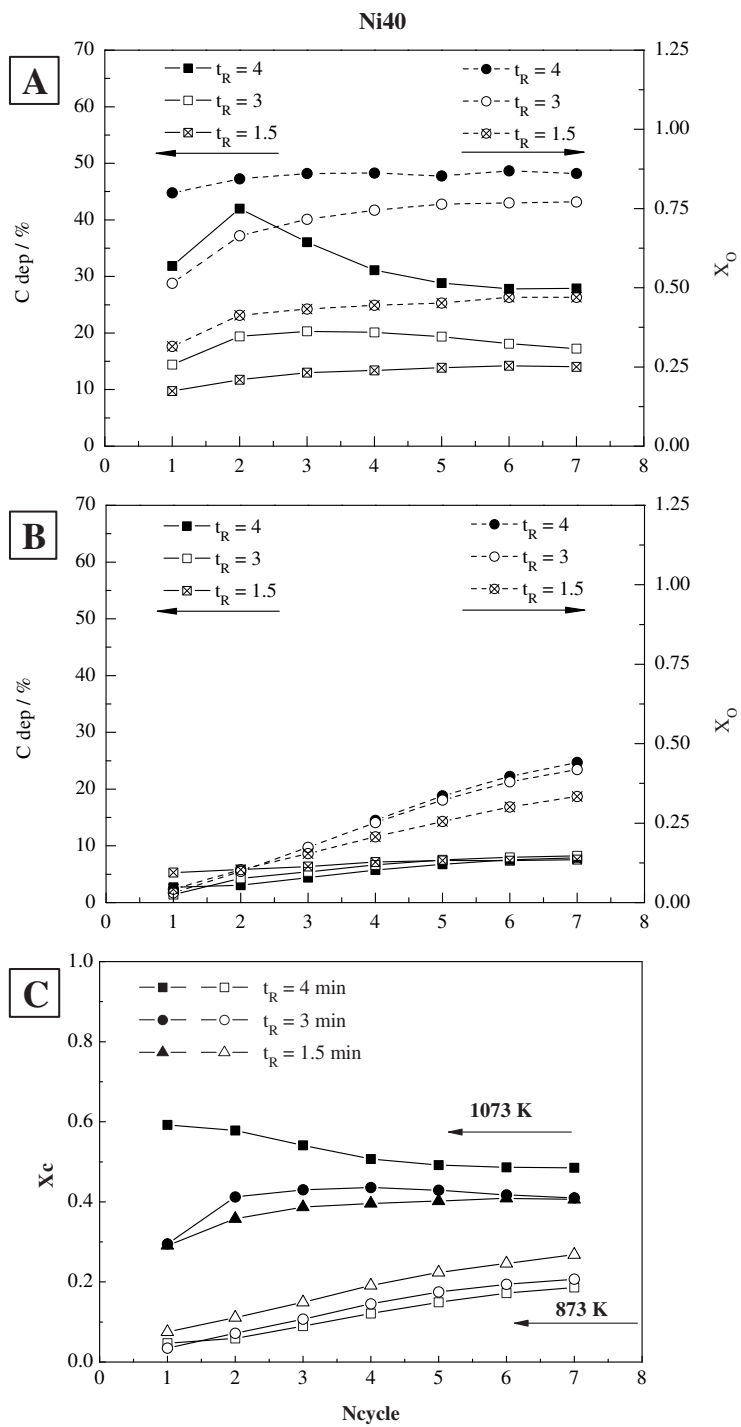 Ni40
A
70
60
50
40
30
20
10
0
C dep / %
t_R = 4
t_R = 3
t_R = 1.5
t_R = 4
t_R = 3
t_R = 1.5
1.25
1.00
0.75
0.50
0.25
0.00
X_O
0 1 2 3 4 5 6 7 8
B
70
60
50
40
30
20
10
0
C dep / %
t_R = 4
t_R = 3
t_R = 1.5
t_R = 4
t_R = 3
t_R = 1.5
1.25
1.00
0.75
0.50
0.25
0.00
X_O
0 1 2 3 4 5 6 7 8
C
1.0
0.8
0.6
0.4
0.2
0.0
Xc
t_R = 4 min
t_R = 3 min
t_R = 1.5 min
1073 K
873 K
0 1 2 3 4 5 6 7 8
Ncycle